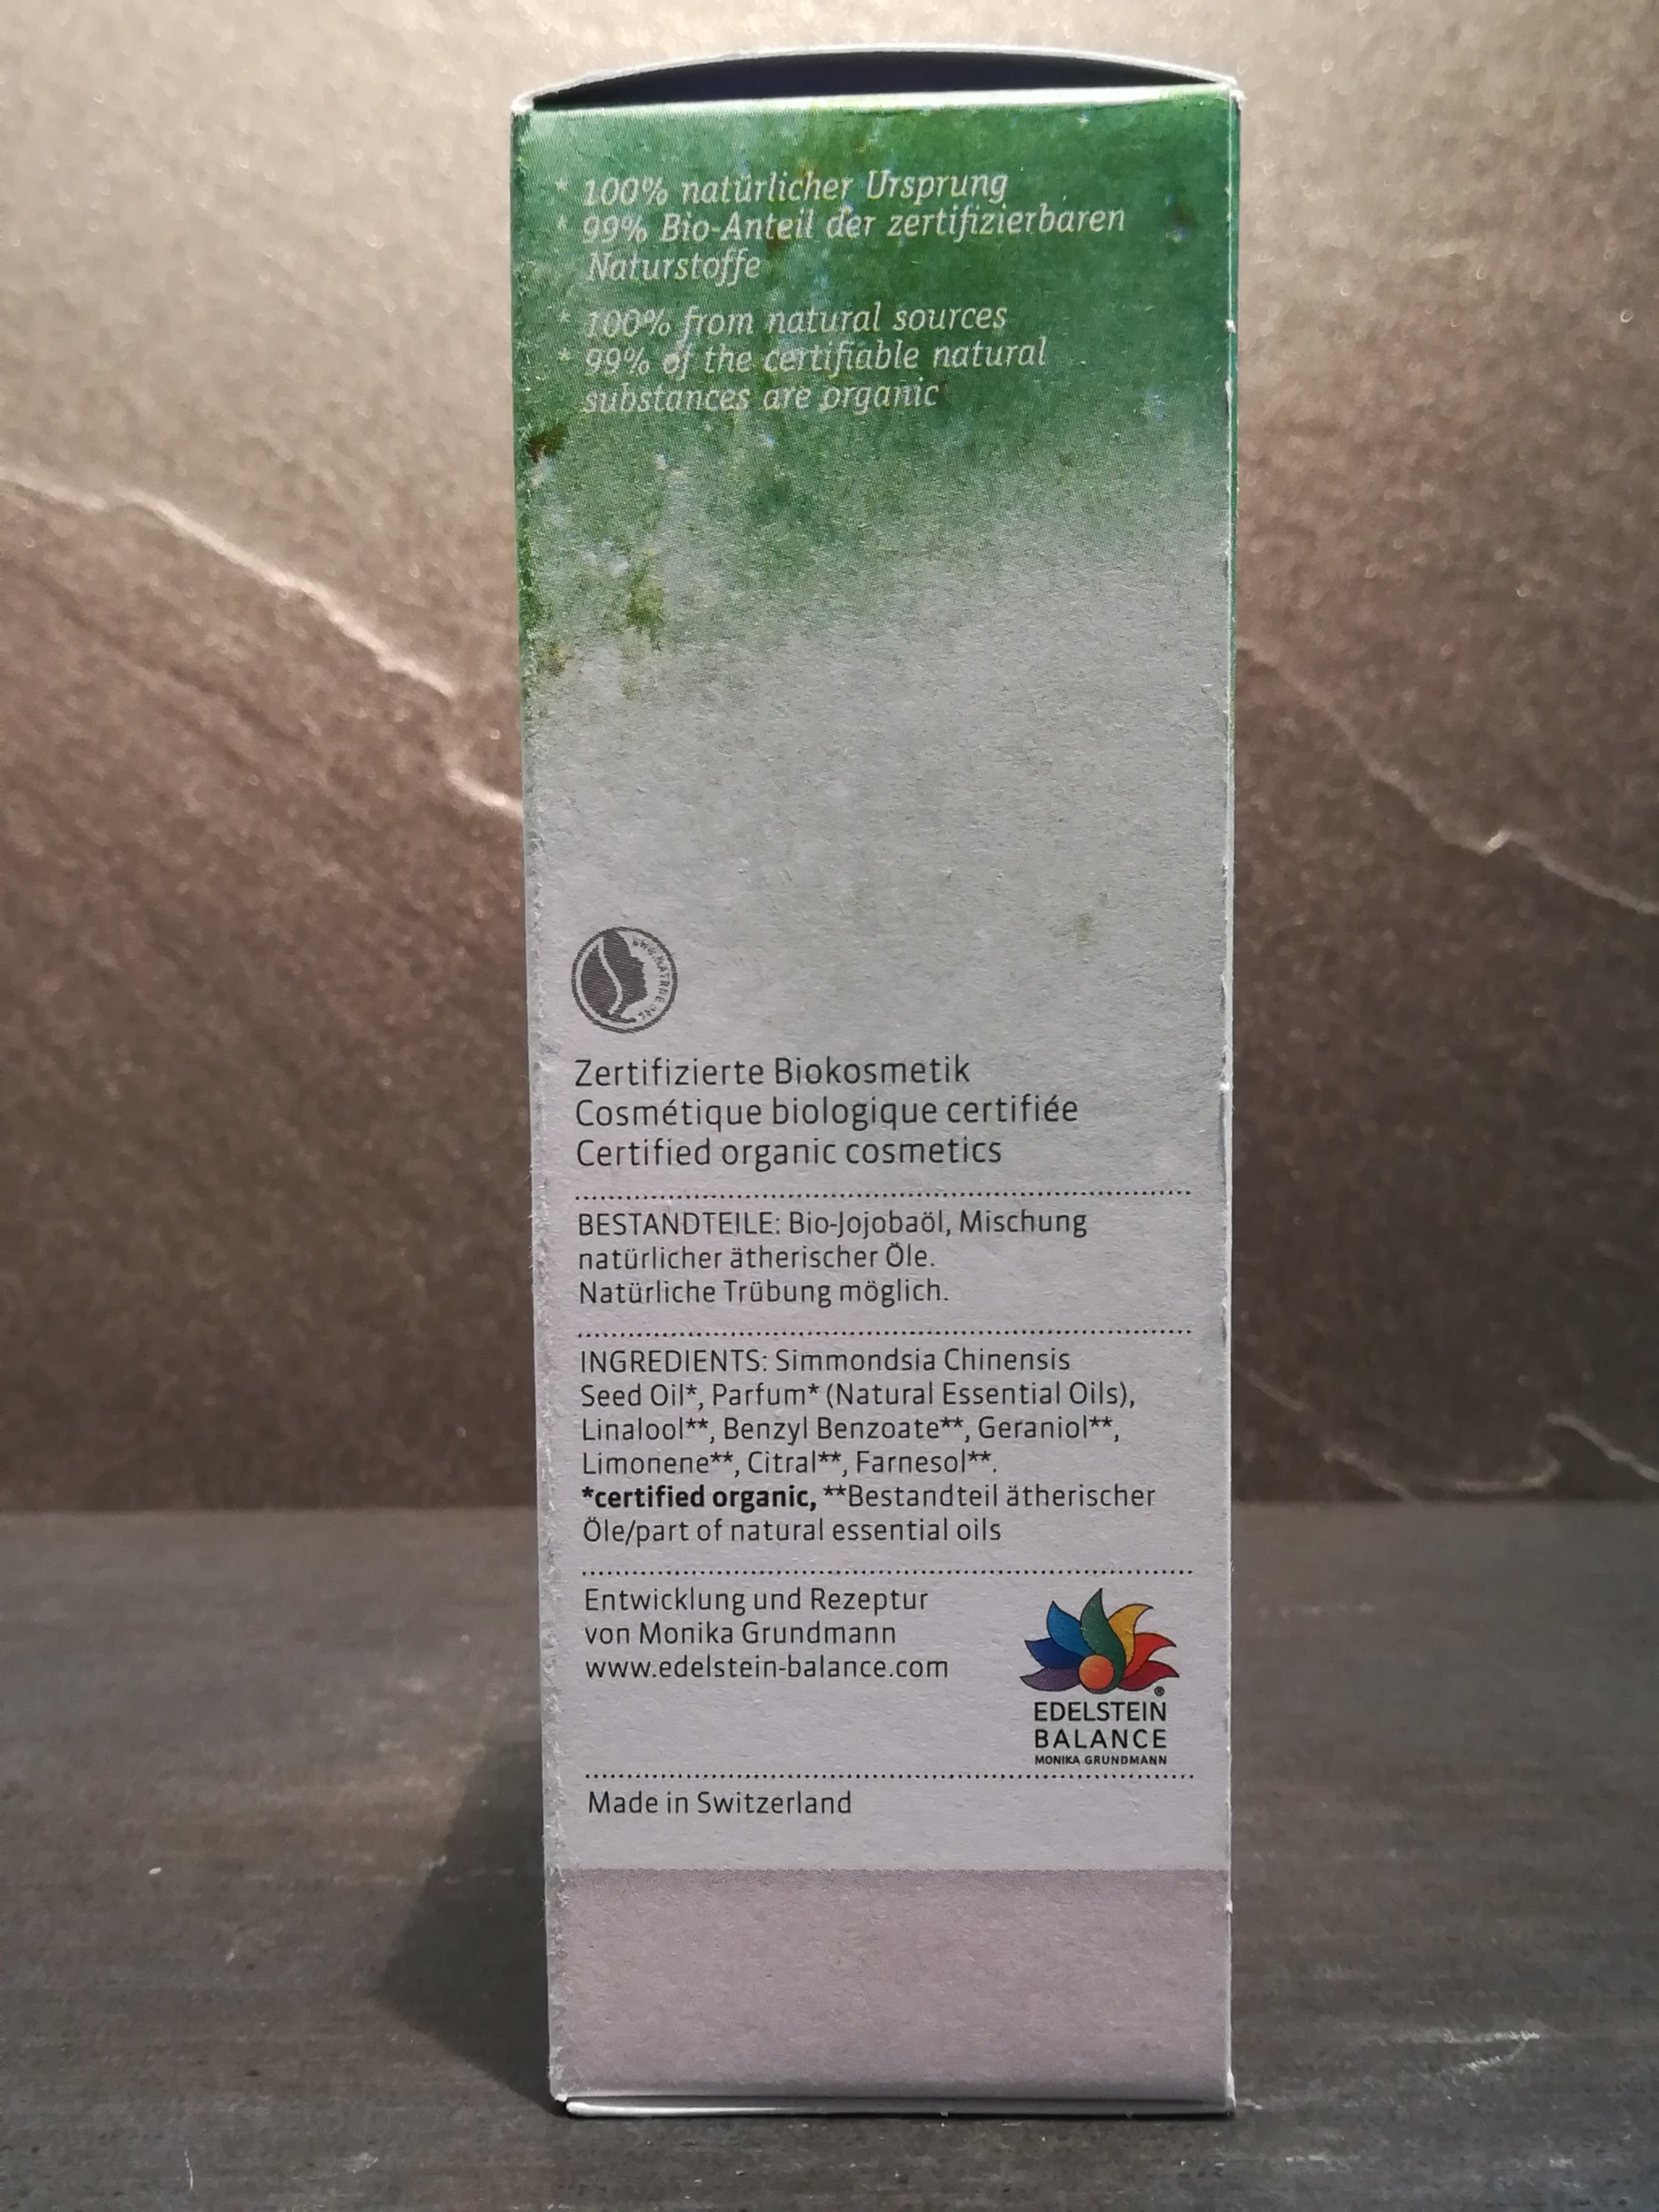 * 100% natürlicher Ursprung
* 99% Bio-Anteil der zertifizierbaren
Naturstoffe
* 100% from natural sources
* 99% of the certifiable natural
substances are organic
WWW.NATRUE.ORG
Zertifizierte Biokosmetik
Cosmétique biologique certifiée
Certified organic cosmetics
BESTANDTEILE: Bio-Jojobaöl, Mischung
natürlicher ätherischer Öle.
Natürliche Trübung möglich.
INGREDIENTS: Simmondsia Chinensis
Seed Oil*, Parfum* (Natural Essential Oils),
Linalool**, Benzyl Benzoate**, Geraniol**,
Limonene**, Citral**, Farnesol**.
*certified organic, **Bestandteil ätherischer
Öle/part of natural essential oils
Entwicklung und Rezeptur
von Monika Grundmann
www.edelstein-balance.com
®
EDELSTEIN
BALANCE
MONIKA GRUNDMANN
Made in Switzerland